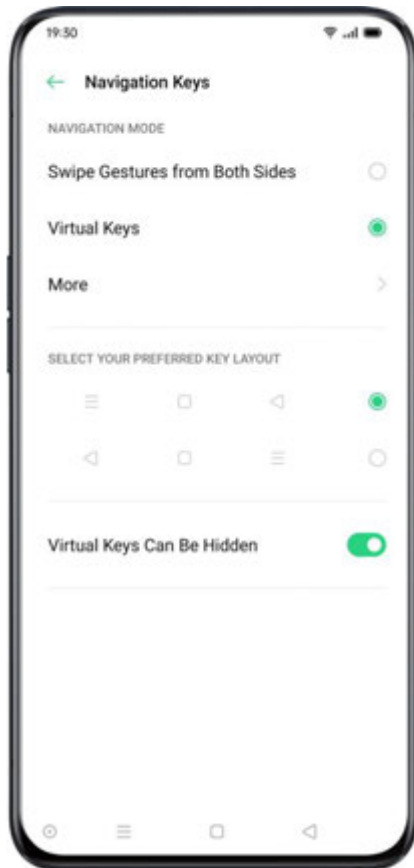 19:30
Navigation Keys
NAVIGATION MODE
Swipe Gestures from Both Sides
Virtual Keys
More
SELECT YOUR PREFERRED KEY LAYOUT
Virtual Keys Can Be Hidden